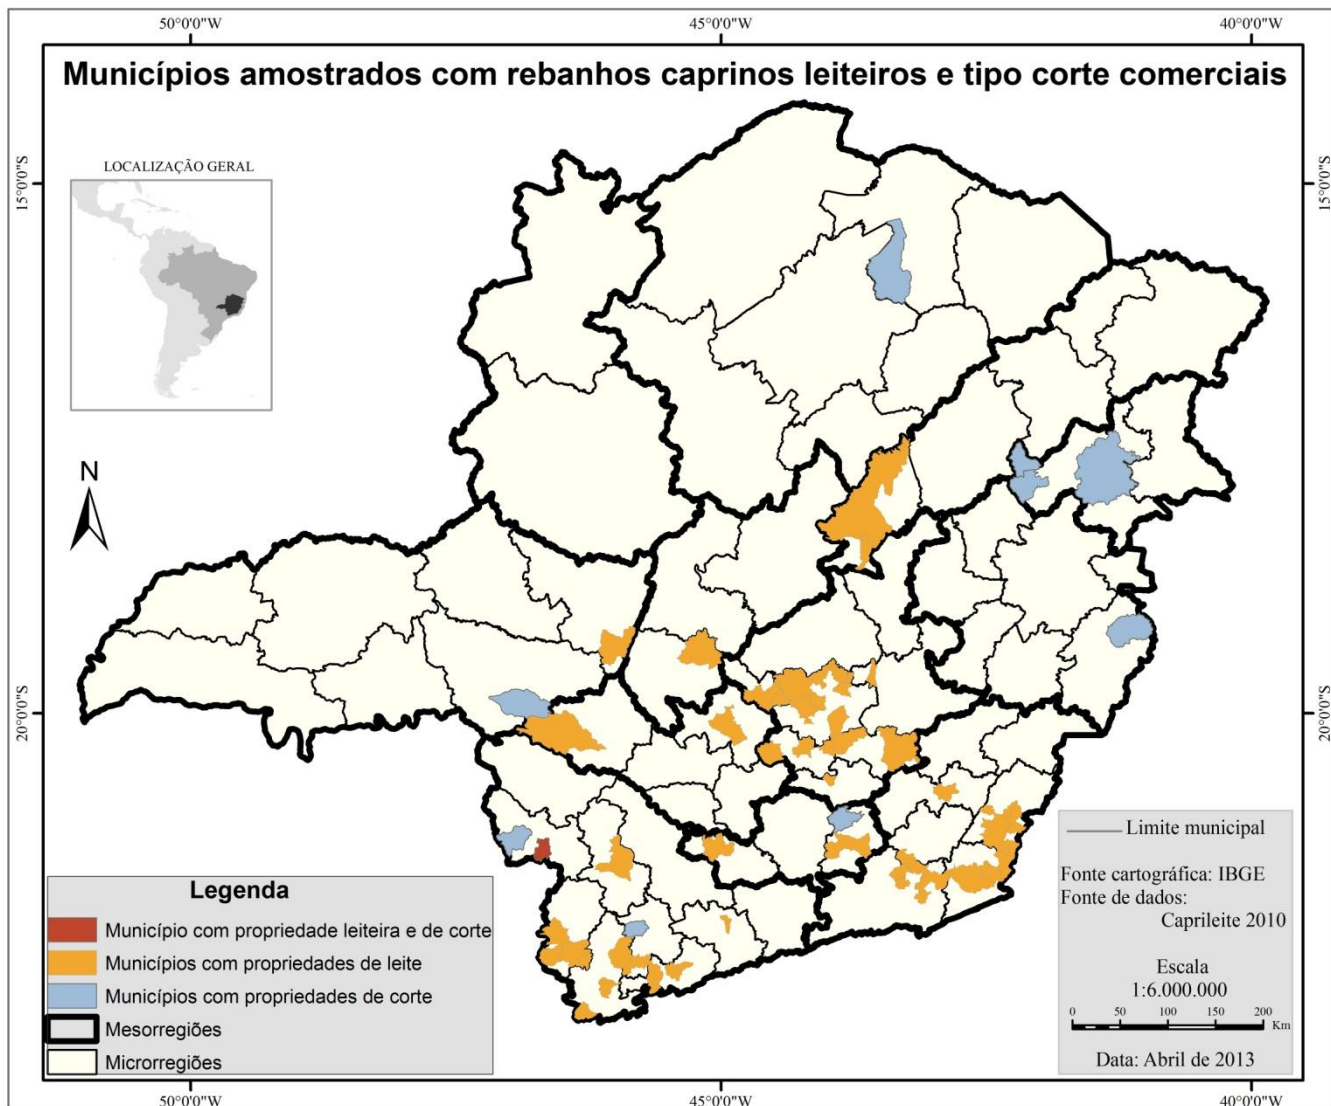 50°0'0"W
45°0'0"W
40°0'0"W
Municípios amostrados com rebanhos caprinos leiteiros e tipo corte comerciais
LOCALIZAÇÃO GERAL
15°0'0"S
15°0'0"S
N
20°0'0"S
20°0'0"S
Legenda
Município com propriedade leiteira e de corte
Municípios com propriedades de leite
Municípios com propriedades de corte
Mesorregiões
Microrregiões
Limite municipal
Fonte cartográfica: IBGE
Fonte de dados:
Caprileite 2010
Escala
1:6.000.000
0 50 100 150 200
Km
Data: Abril de 2013
50°0'0"W
45°0'0"W
40°0'0"W